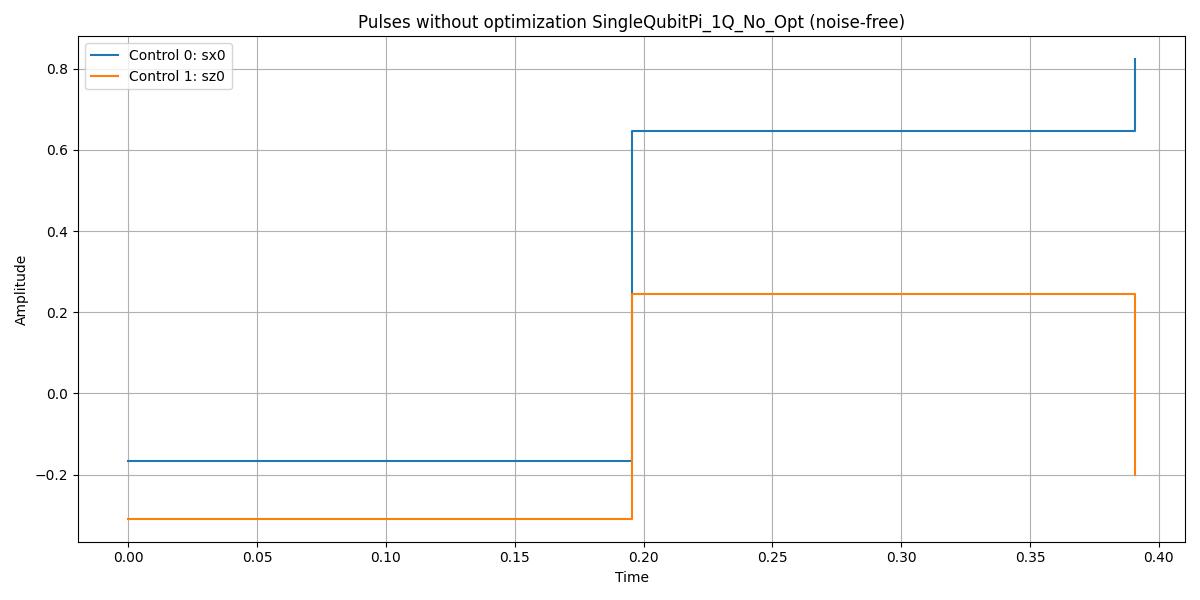 Pulses without optimization SingleQubitPi_1Q_No_Opt (noise-free)
Control 0: sx0
Control 1: sz0
Amplitude
0.8
0.6
0.4
0.2
0.0
−0.2
0.00 0.05 0.10 0.15 0.20 0.25 0.30 0.35 0.40
Time